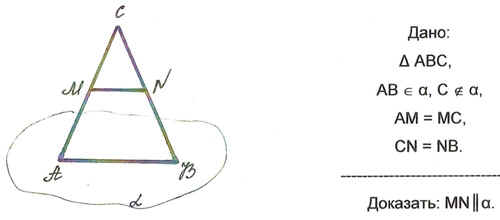 C
M N
A B
α
Дано:
Δ ABC,
AB ∈ α, C ∉ α,
AM = MC,
CN = NB.
Доказать: MN ∥ α.